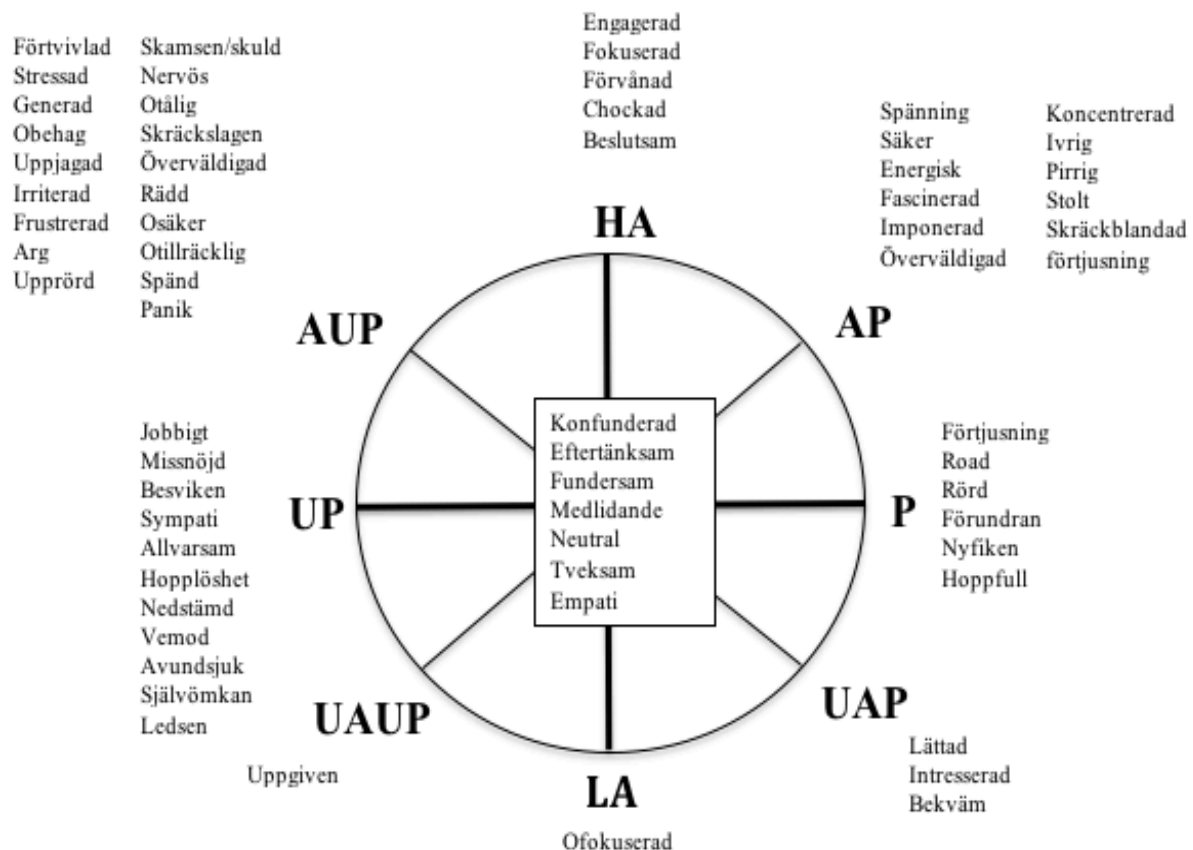 Förtvivlad
Stressad
Generad
Obehag
Uppjagad
Irriterad
Frustrerad
Arg
Upprörd
Skamsen/skuld
Nervös
Otålig
Skräckslagen
Överväldigad
Rädd
Osäker
Otillräcklig
Spänd
Panik
AUP
Engagerad
Fokuserad
Förvånad
Chockad
Beslutsam
HA
Spänning
Säker
Energisk
Fascinerad
Imponerad
Överväldigad
Koncentrerad
Ivrig
Pirrig
Stolt
Skräckblandad
förtjusning
AP
Jobbigt
Missnöjd
Besviken
Sympati
Allvarsam
Hopplöshet
Nedstämd
Vemod
Avundsjuk
Självömkan
Ledsen
UP
Konfunderad
Eftertänksam
Fundersam
Medlidande
Neutral
Tveksam
Empati
P
Förtjusning
Road
Rörd
Förundran
Nyfiken
Hoppfull
UAUP
Uppgiven
LA
Ofokuserad
UAP
Lättad
Intresserad
Bekväm